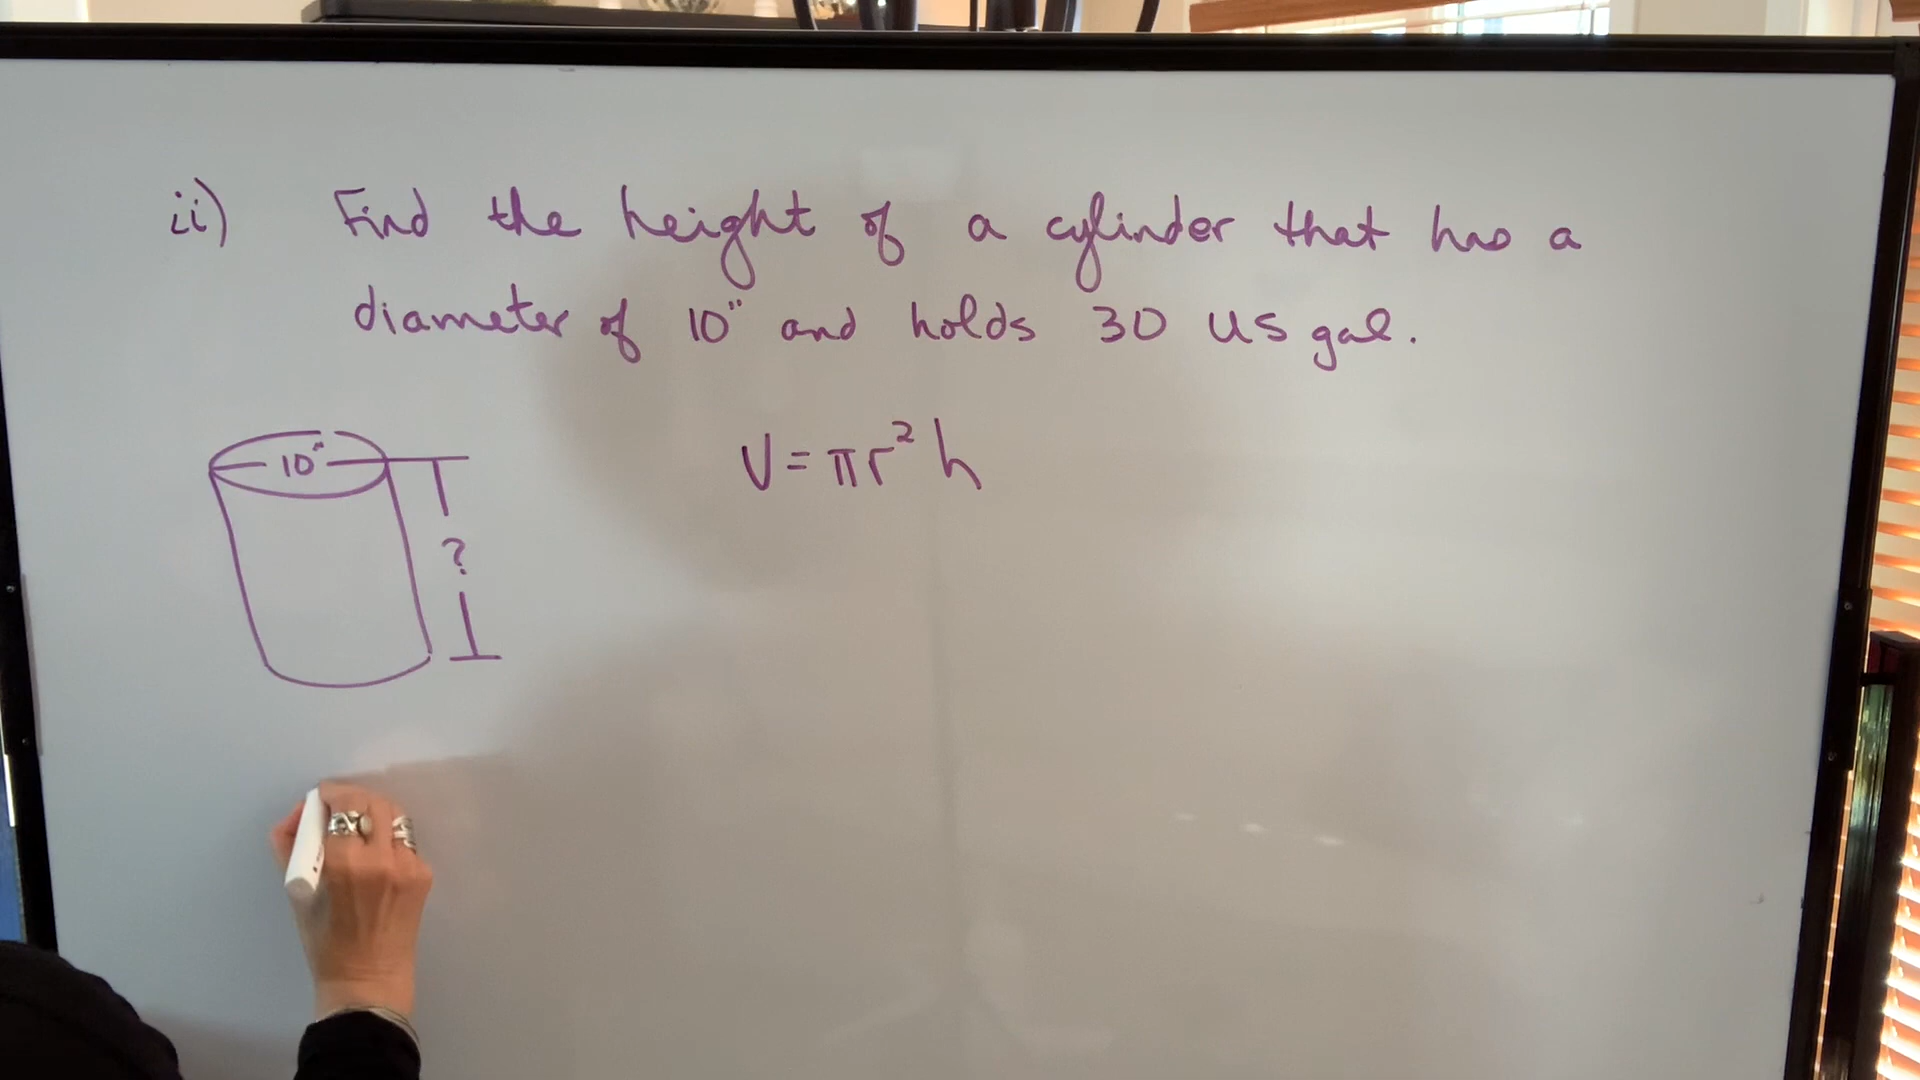 ii) Find the height of a cylinder that has a
diameter of 10" and holds 30 US gal.
10"
V = πr² h
?